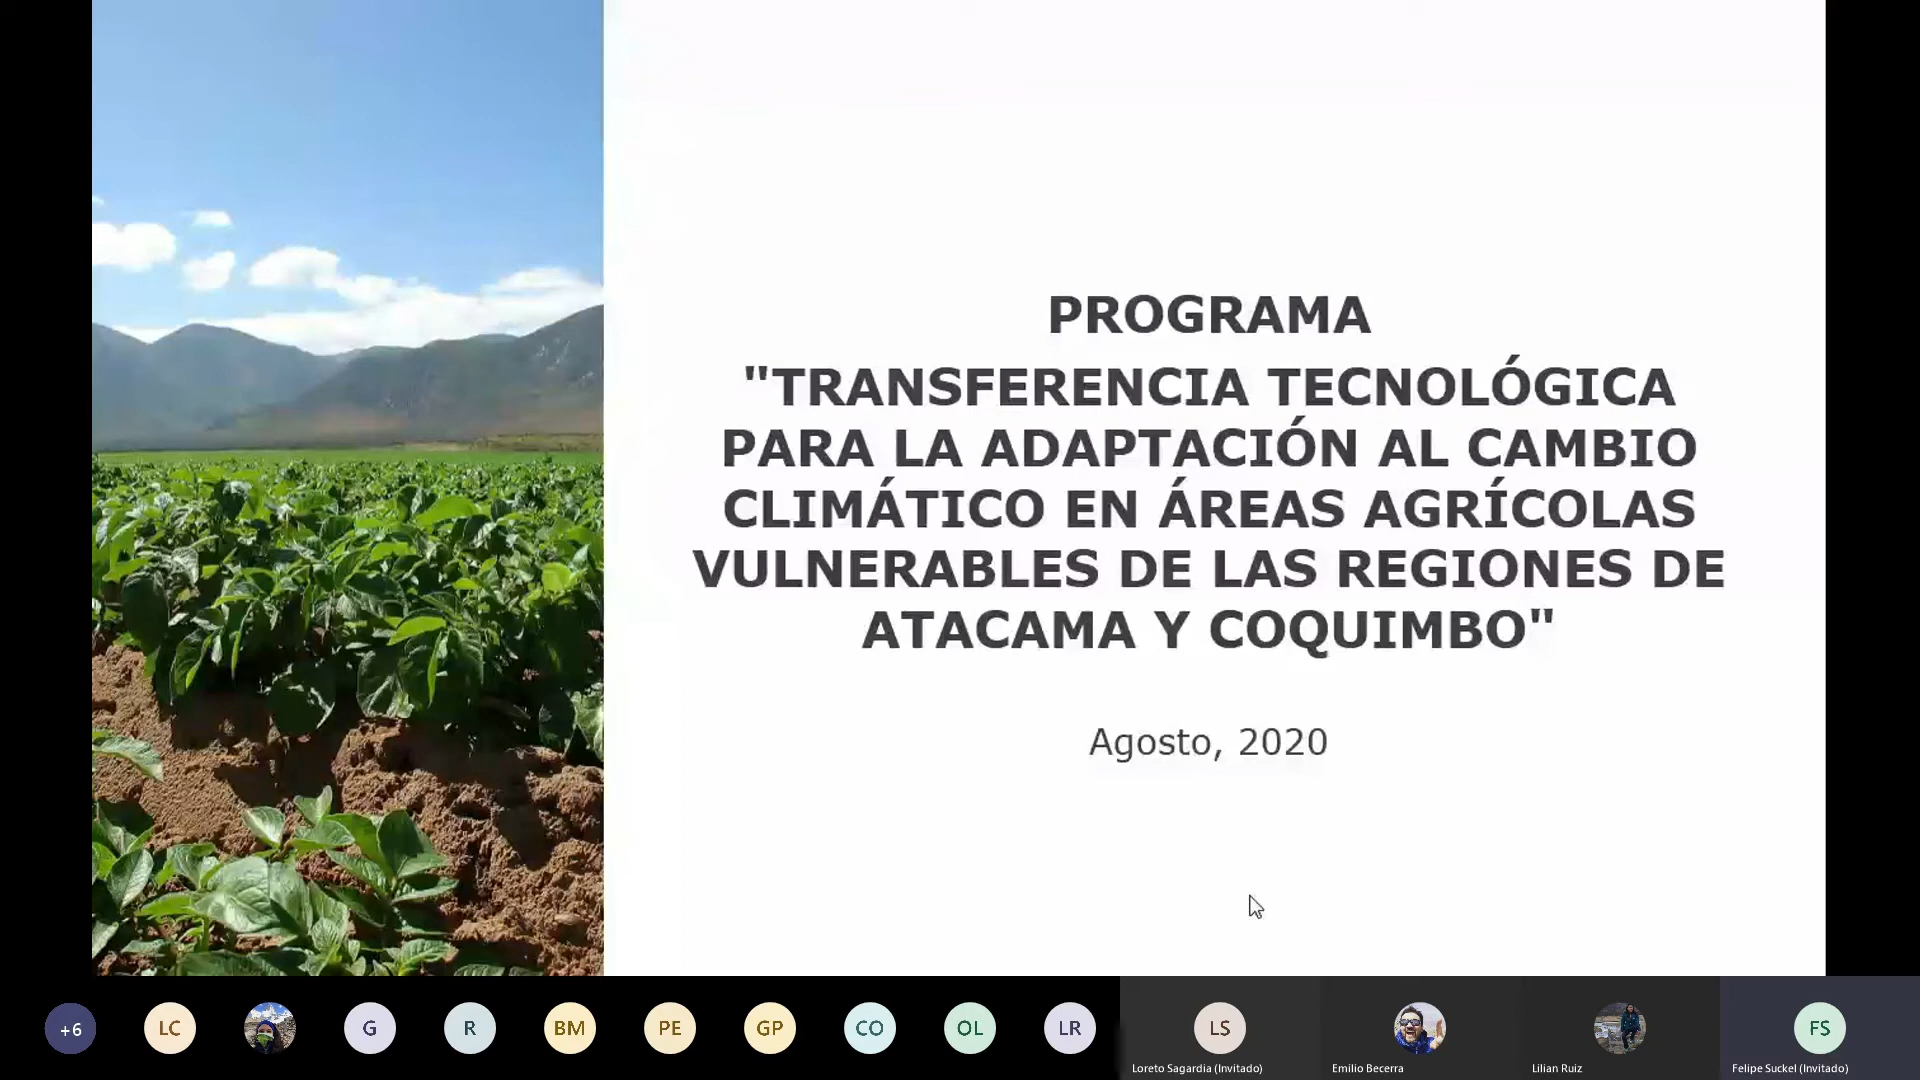 PROGRAMA
"TRANSFERENCIA TECNOLÓGICA
PARA LA ADAPTACIÓN AL CAMBIO
CLIMÁTICO EN ÁREAS AGRÍCOLAS
VULNERABLES DE LAS REGIONES DE
ATACAMA Y COQUIMBO"
Agosto, 2020
+6
LC
G
R
BM
PE
GP
CO
OL
LR
LS
FS
Loreto Sagardia (Invitado)
Emilio Becerra
Lilian Ruiz
Felipe Suckel (Invitado)